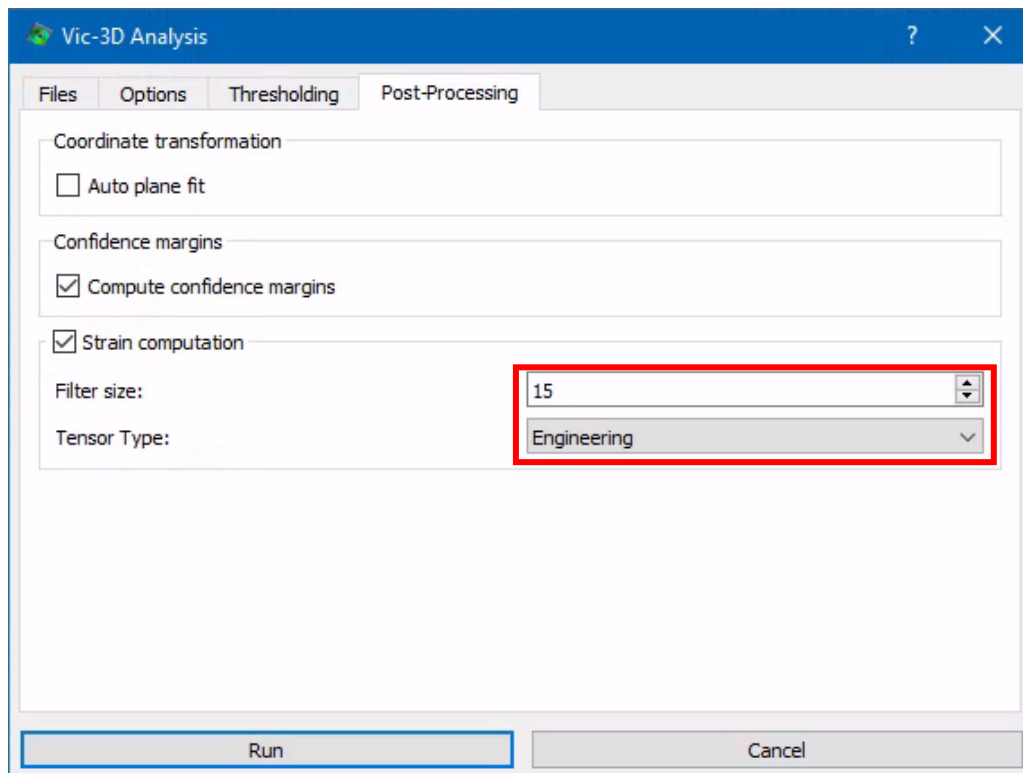 Vic-3D Analysis
Files Options Thresholding Post-Processing
Coordinate transformation
Auto plane fit
Confidence margins
Compute confidence margins
Strain computation
Filter size: 15
Tensor Type: Engineering
Run Cancel